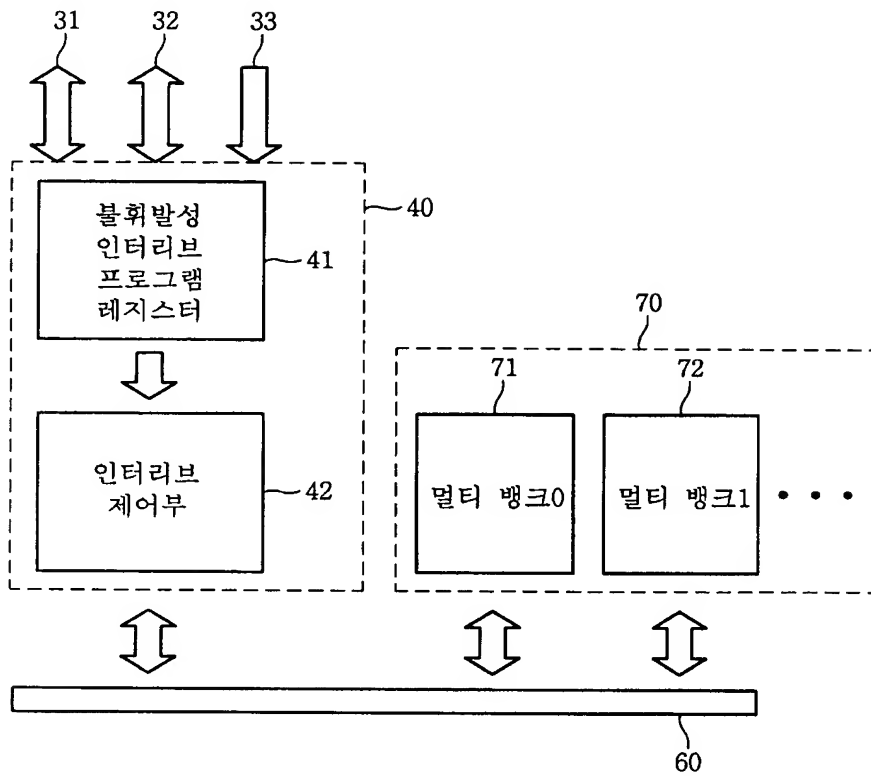 31
32
33
불휘발성
인터리브
프로그램
레지스터
40
41
70
71
72
인터리브
제어부
42
멀티 뱅크0
멀티 뱅크1
• • •
60